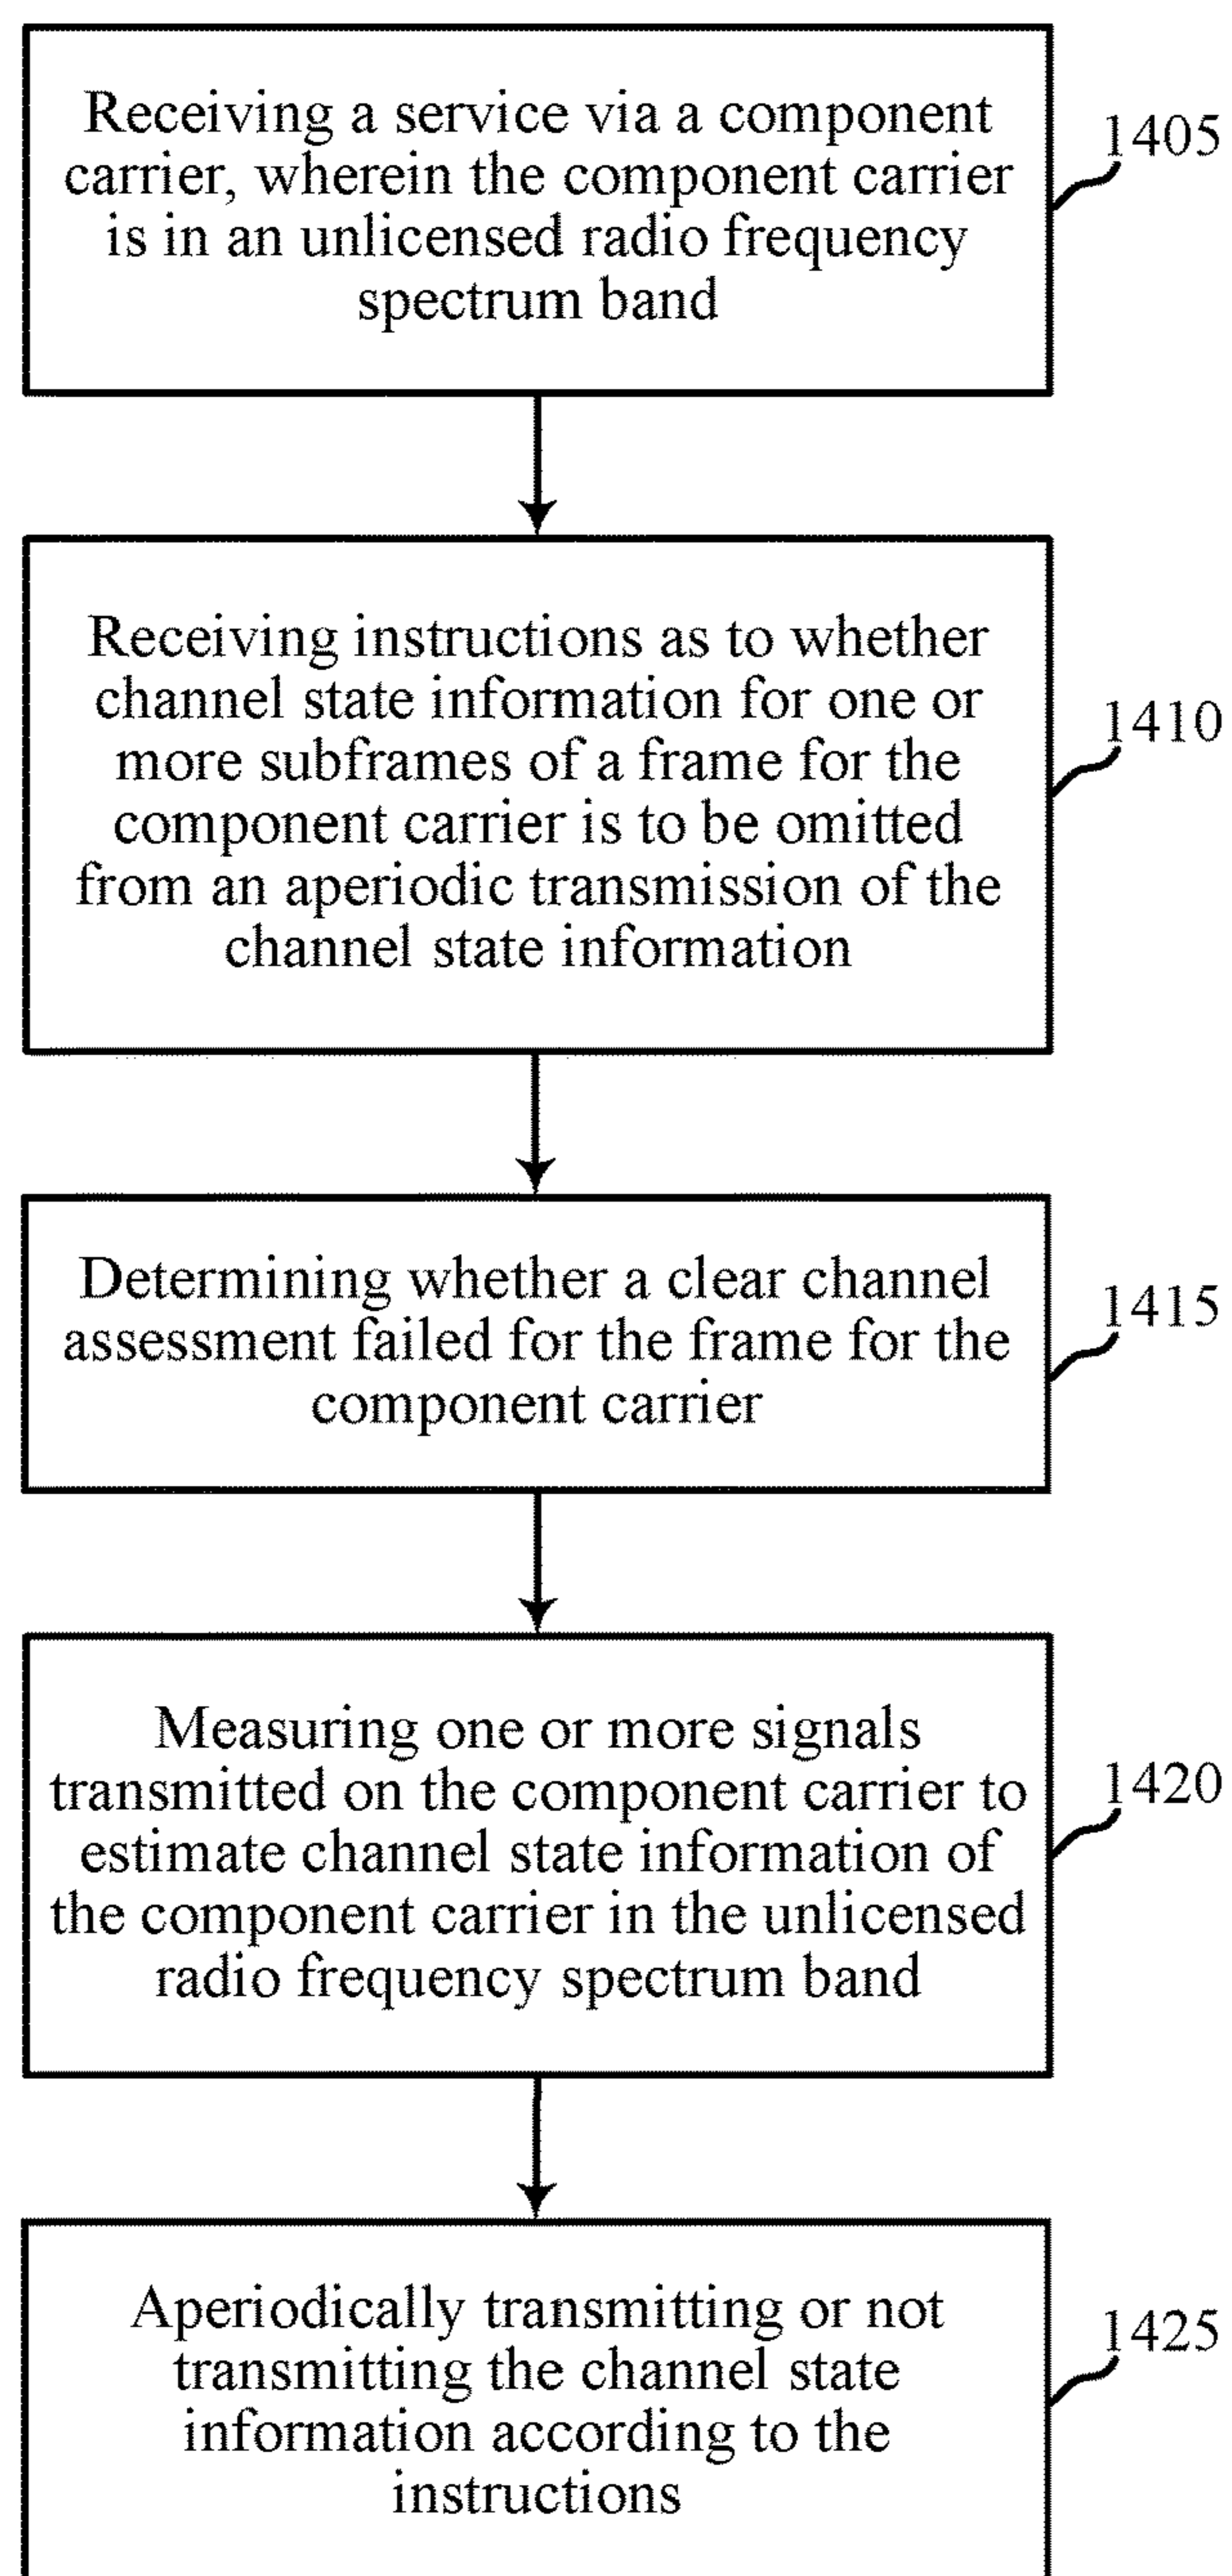 Receiving a service via a component
carrier, wherein the component carrier
is in an unlicensed radio frequency
spectrum band
1405
Receiving instructions as to whether
channel state information for one or
more subframes of a frame for the
component carrier is to be omitted
from an aperiodic transmission of the
channel state information
1410
Determining whether a clear channel
assessment failed for the frame for the
component carrier
1415
Measuring one or more signals
transmitted on the component carrier to
estimate channel state information of
the component carrier in the unlicensed
radio frequency spectrum band
1420
Aperiodically transmitting or not
transmitting the channel state
information according to the
instructions
1425